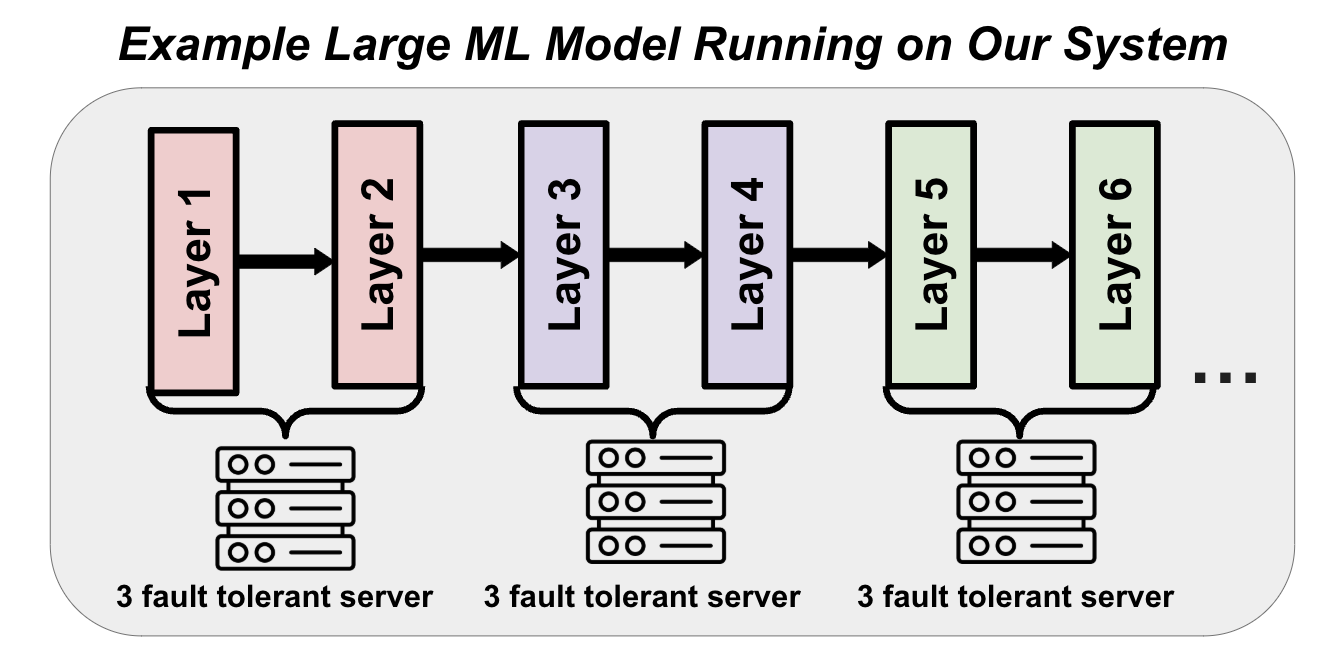 Example Large ML Model Running on Our System
Layer 1
Layer 2
Layer 3
Layer 4
Layer 5
Layer 6
...
3 fault tolerant server
3 fault tolerant server
3 fault tolerant server